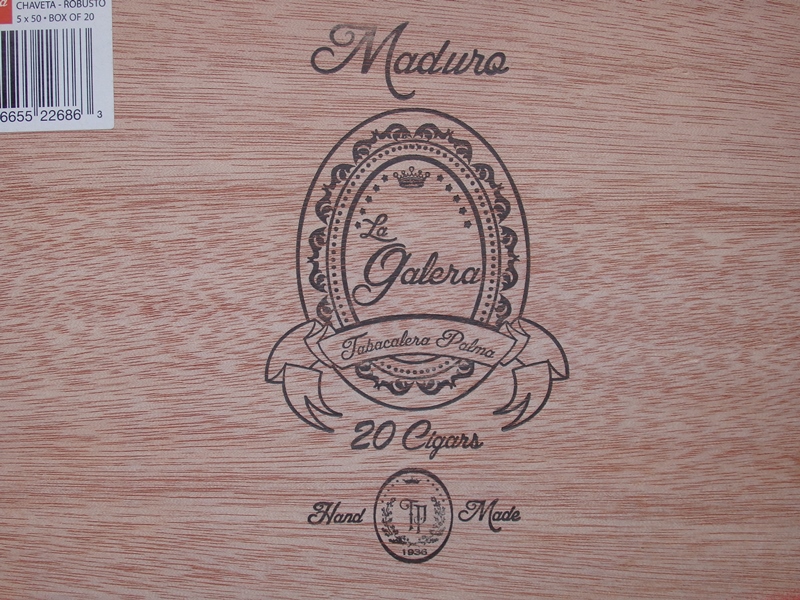 CHAVETA - ROBUSTO
5 x 50 • BOX OF 20
6655 22686 3
Maduro
La
Galera
Tabacalera Palma
20 Cigars
Hand Made
TP
1936